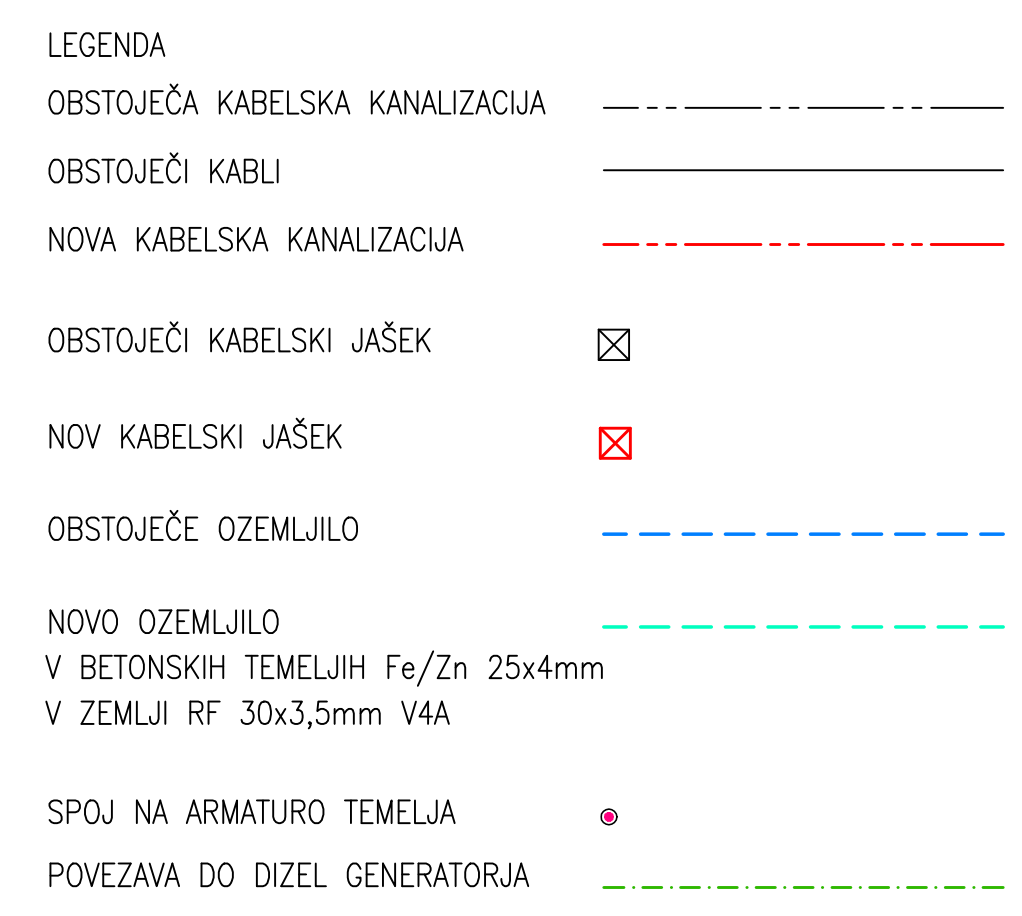 LEGENDA
OBSTOJEČA KABELSKA KANALIZACIJA
OBSTOJEČI KABLI
NOVA KABELSKA KANALIZACIJA
OBSTOJEČI KABELSKI JAŠEK
NOV KABELSKI JAŠEK
OBSTOJEČE OZEMLJILO
NOVO OZEMLJILO
V BETONSKIH TEMELJIH Fe/Zn 25x4mm
V ZEMLJI RF 30x3,5mm V4A
SPOJ NA ARMATURO TEMELJA
POVEZAVA DO DIZEL GENERATORJA